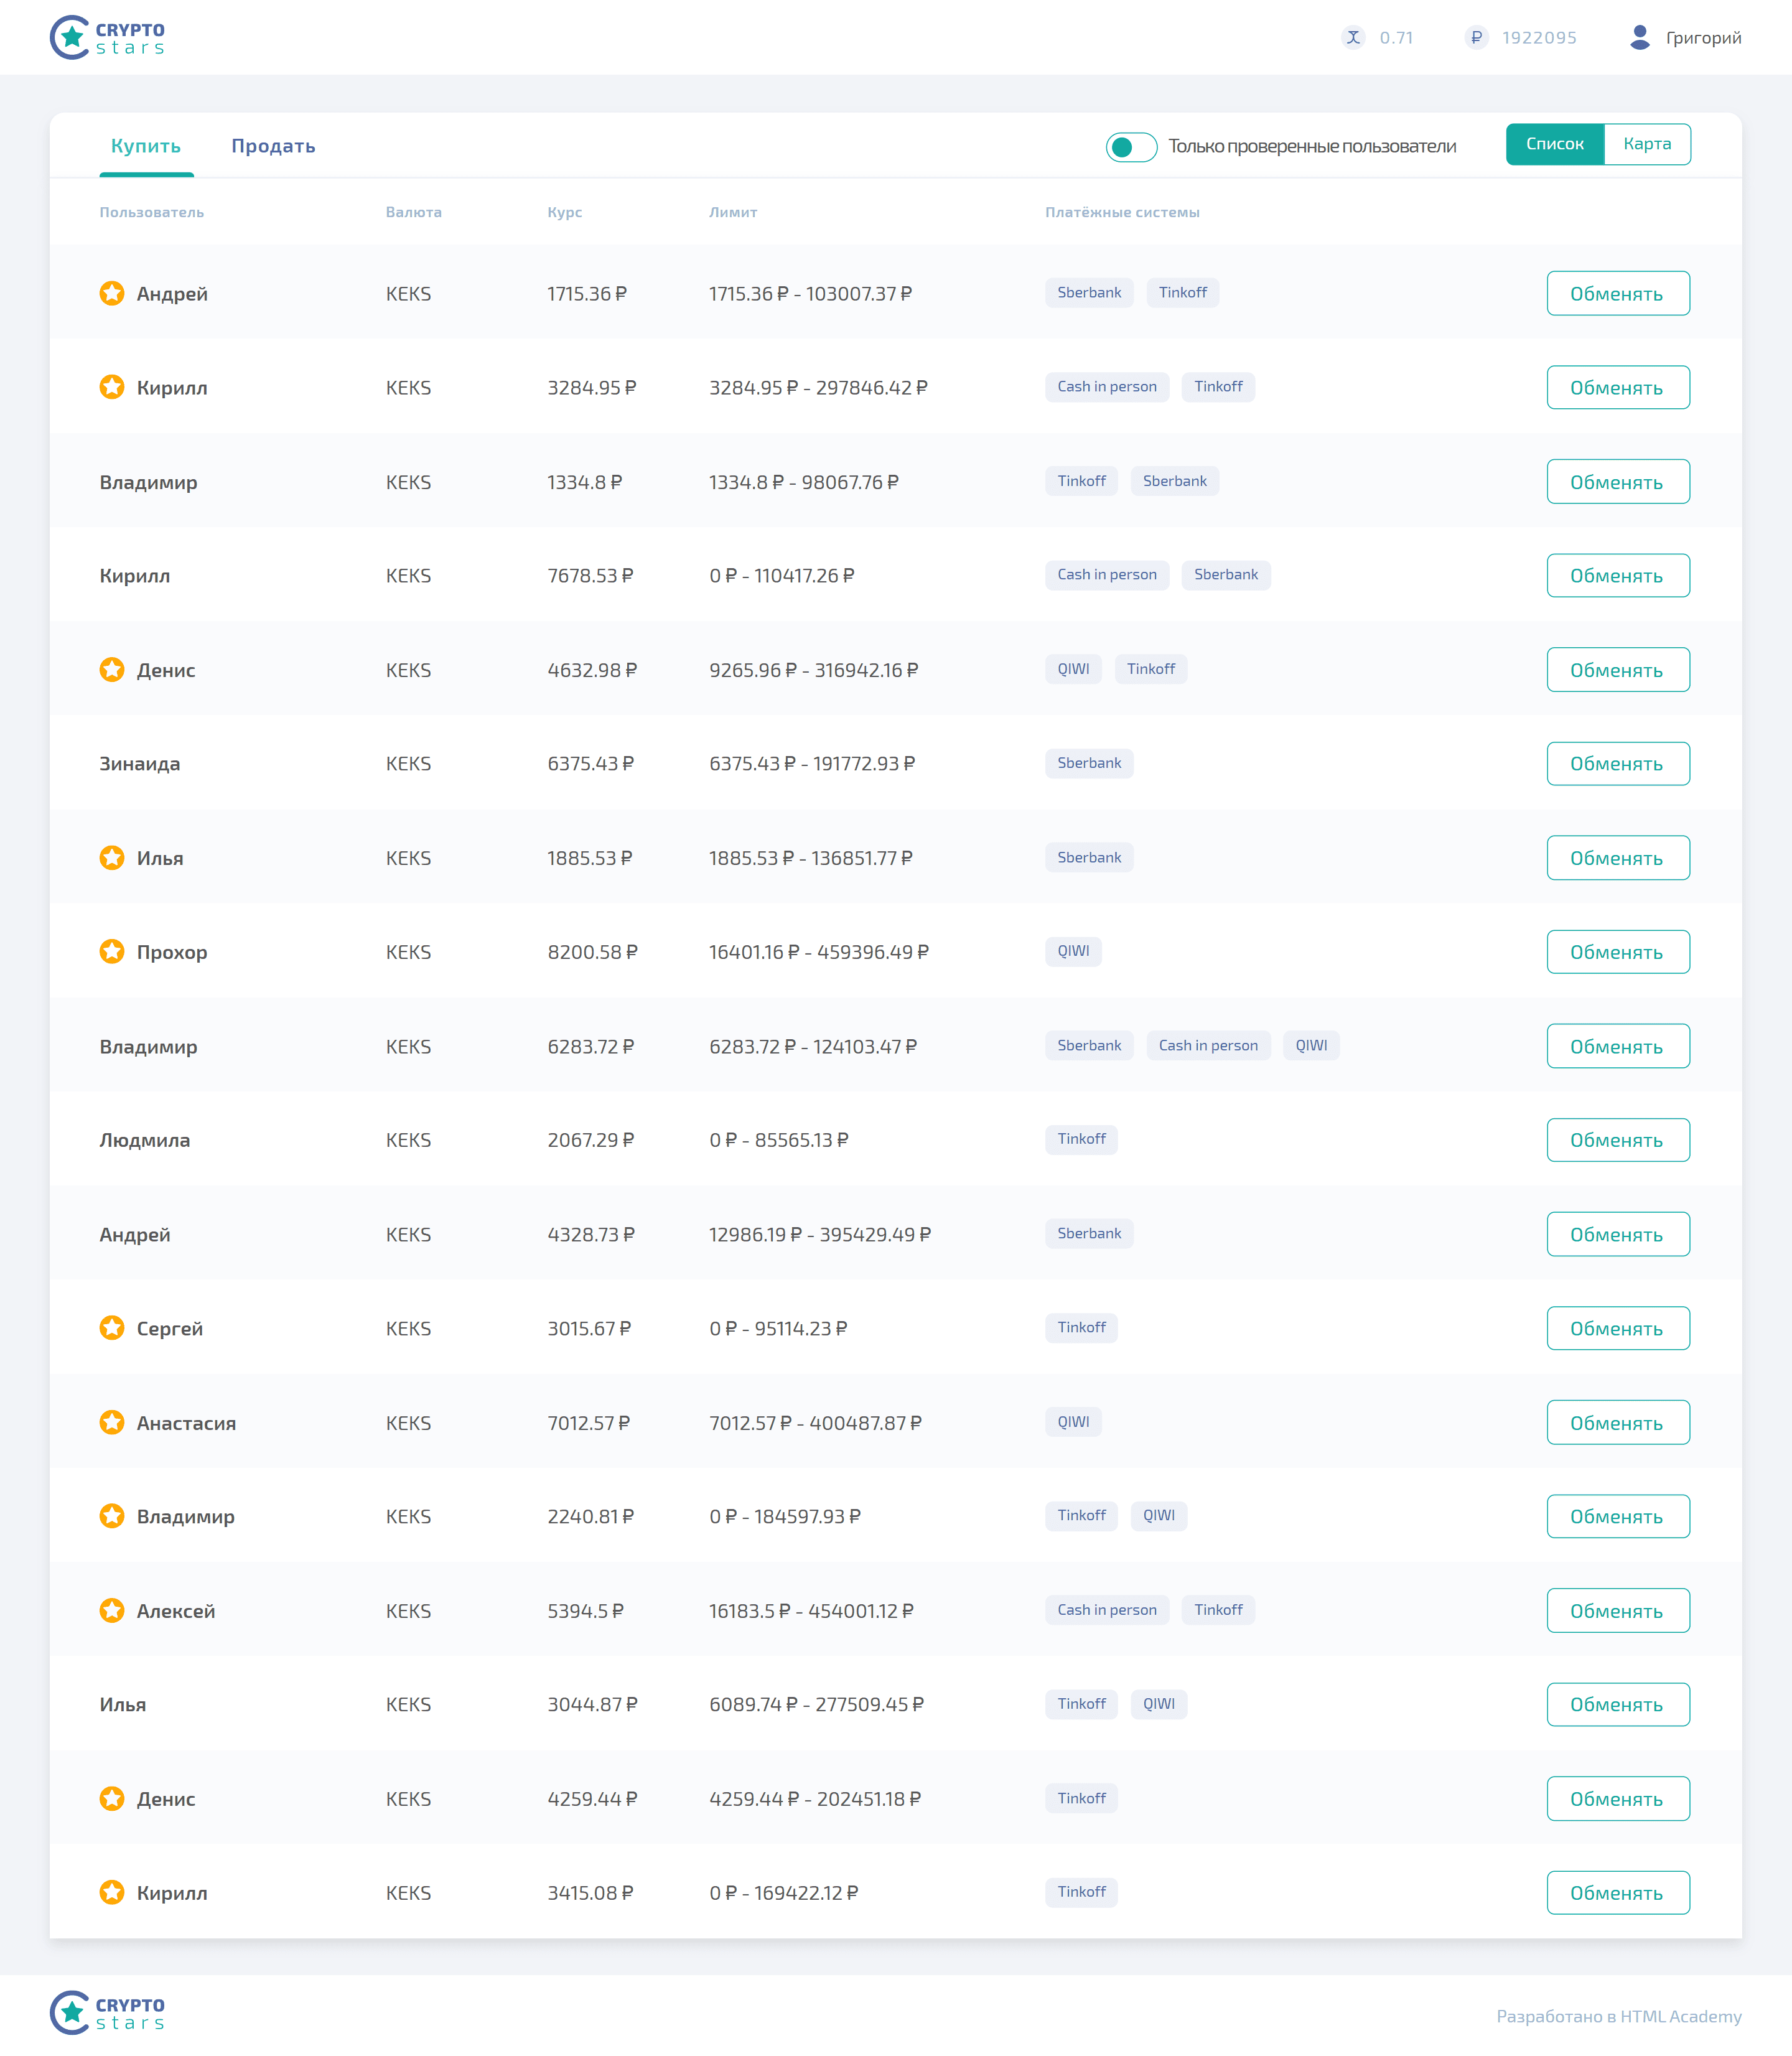 CRYPTO
stars
0.71 ₽ 1922095 Григорий
Купить Продать Только проверенные пользователи Список Карта
Пользователь Валюта Курс Лимит Платёжные системы
Андрей KEKS 1715.36 ₽ 1715.36 ₽ - 103007.37 ₽ Sberbank Tinkoff Обменять
Кирилл KEKS 3284.95 ₽ 3284.95 ₽ - 297846.42 ₽ Cash in person Tinkoff Обменять
Владимир KEKS 1334.8 ₽ 1334.8 ₽ - 98067.76 ₽ Tinkoff Sberbank Обменять
Кирилл KEKS 7678.53 ₽ 0 ₽ - 110417.26 ₽ Cash in person Sberbank Обменять
Денис KEKS 4632.98 ₽ 9265.96 ₽ - 316942.16 ₽ QIWI Tinkoff Обменять
Зинаида KEKS 6375.43 ₽ 6375.43 ₽ - 191772.93 ₽ Sberbank Обменять
Илья KEKS 1885.53 ₽ 1885.53 ₽ - 136851.77 ₽ Sberbank Обменять
Прохор KEKS 8200.58 ₽ 16401.16 ₽ - 459396.49 ₽ QIWI Обменять
Владимир KEKS 6283.72 ₽ 6283.72 ₽ - 124103.47 ₽ Sberbank Cash in person QIWI Обменять
Людмила KEKS 2067.29 ₽ 0 ₽ - 85565.13 ₽ Tinkoff Обменять
Андрей KEKS 4328.73 ₽ 12986.19 ₽ - 395429.49 ₽ Sberbank Обменять
Сергей KEKS 3015.67 ₽ 0 ₽ - 95114.23 ₽ Tinkoff Обменять
Анастасия KEKS 7012.57 ₽ 7012.57 ₽ - 400487.87 ₽ QIWI Обменять
Владимир KEKS 2240.81 ₽ 0 ₽ - 184597.93 ₽ Tinkoff QIWI Обменять
Алексей KEKS 5394.5 ₽ 16183.5 ₽ - 454001.12 ₽ Cash in person Tinkoff Обменять
Илья KEKS 3044.87 ₽ 6089.74 ₽ - 277509.45 ₽ Tinkoff QIWI Обменять
Денис KEKS 4259.44 ₽ 4259.44 ₽ - 202451.18 ₽ Tinkoff Обменять
Кирилл KEKS 3415.08 ₽ 0 ₽ - 169422.12 ₽ Tinkoff Обменять
CRYPTO
stars
Разработано в HTML Academy